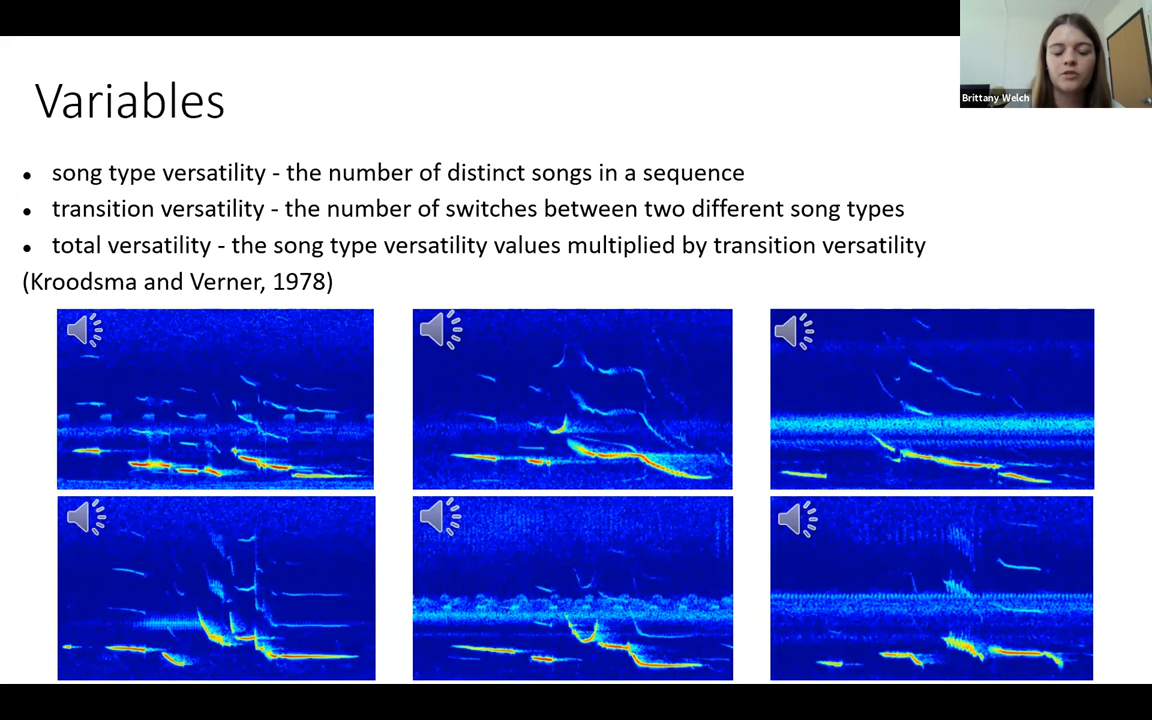 Variables
Brittany Welch
• song type versatility - the number of distinct songs in a sequence
• transition versatility - the number of switches between two different song types
• total versatility - the song type versatility values multiplied by transition versatility
(Kroodsma and Verner, 1978)